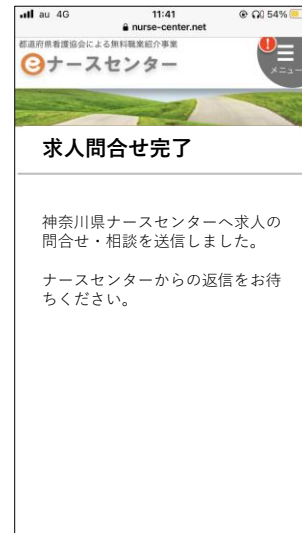 au 4G 11:41 54%
nurse-center.net
都道府県看護協会による無料職業紹介事業
eナースセンター
!
メニュー
求人問合せ完了
神奈川県ナースセンターへ求人の
問合せ・相談を送信しました。
ナースセンターからの返信をお待
ちください。